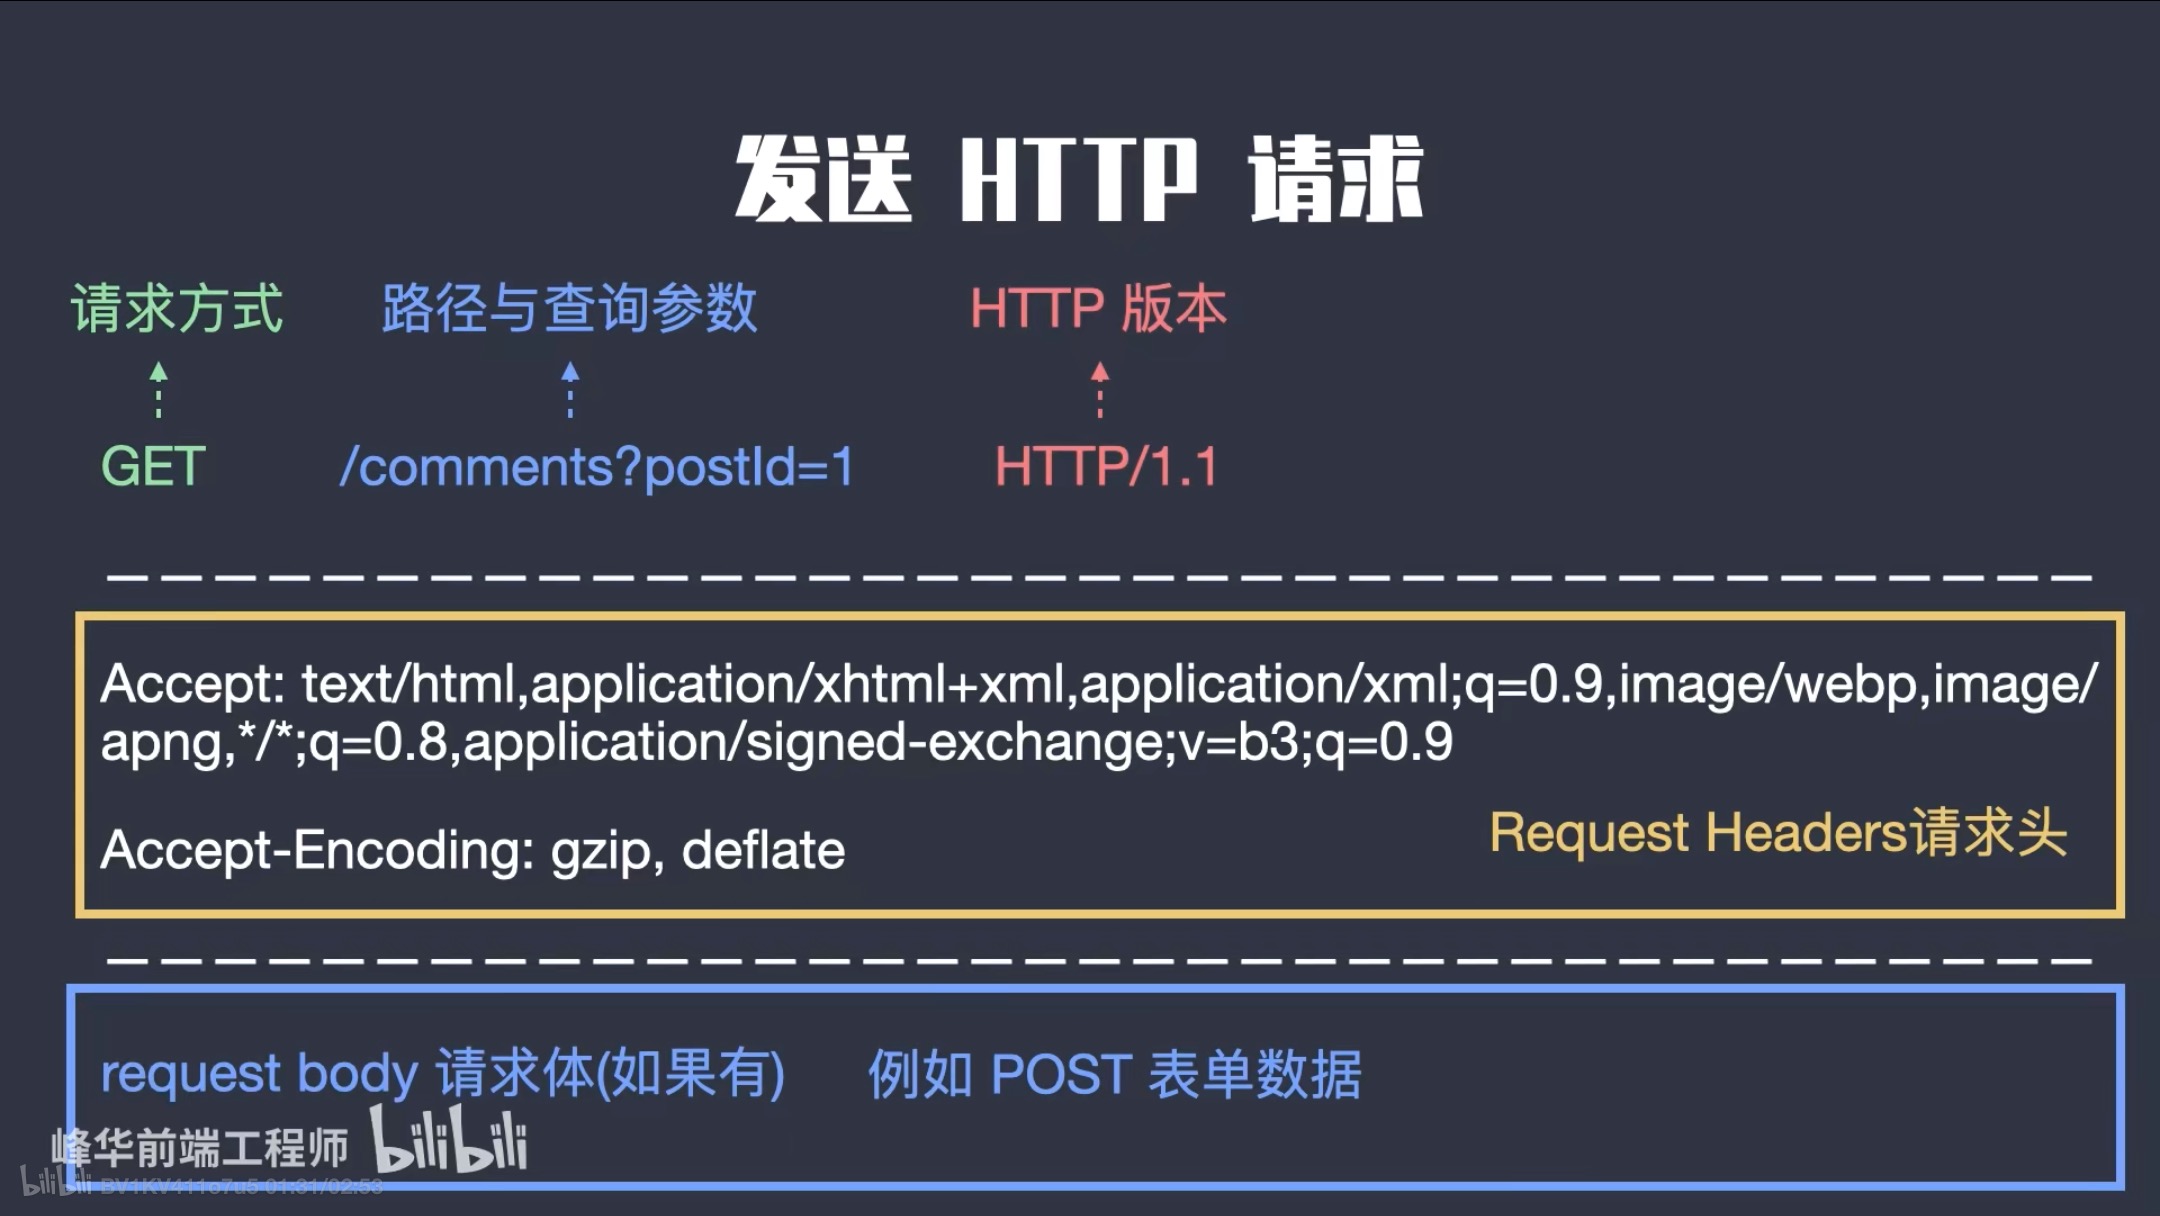 发送 HTTP 请求
请求方式 路径与查询参数 HTTP 版本
GET /comments?postId=1 HTTP/1.1
Accept: text/html,application/xhtml+xml,application/xml;q=0.9,image/webp,image/
apng,*/*;q=0.8,application/signed-exchange;v=b3;q=0.9
Accept-Encoding: gzip, deflate
Request Headers请求头
request body 请求体(如果有) 例如 POST 表单数据
峰华前端工程师 bilibili
bilibili 01:31/02:53